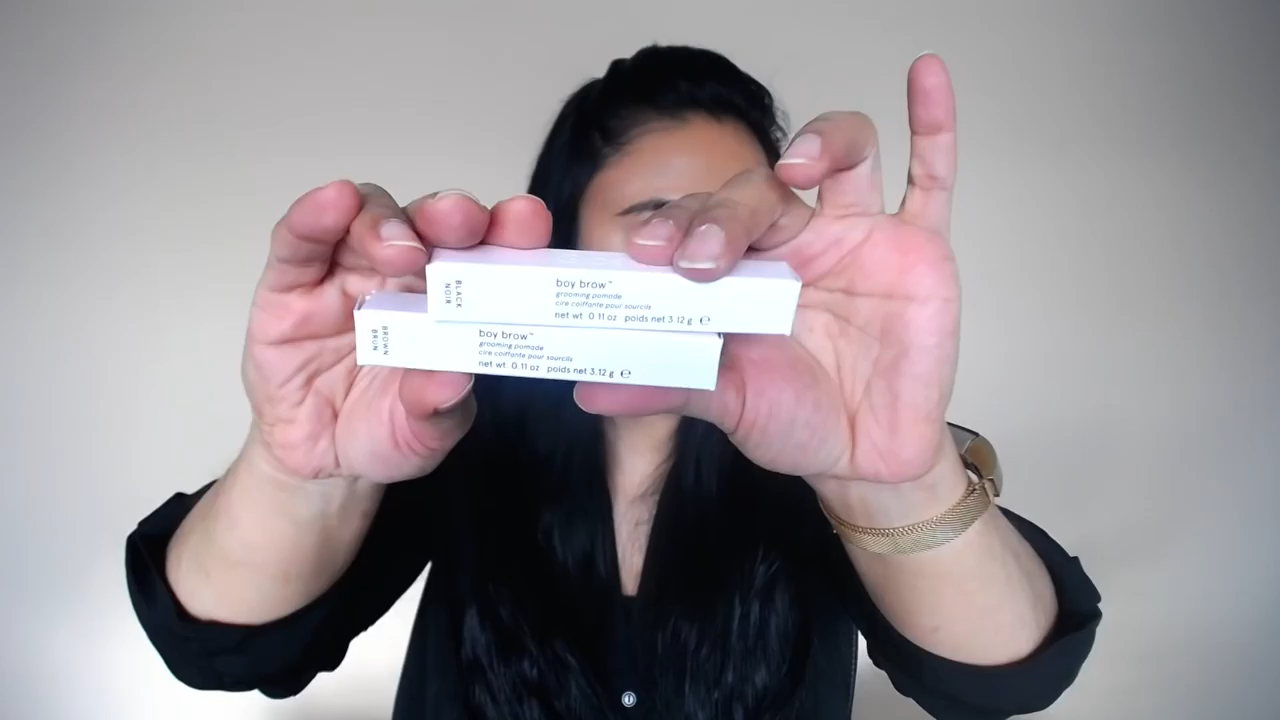 BLACK
NOIR
boy brow™
grooming pomade
cire coiffante pour sourcils
net wt. 0.11 oz poids net 3.12 g ℮
BROWN
BRUN
boy brow™
grooming pomade
cire coiffante pour sourcils
net wt. 0.11 oz poids net 3.12 g ℮